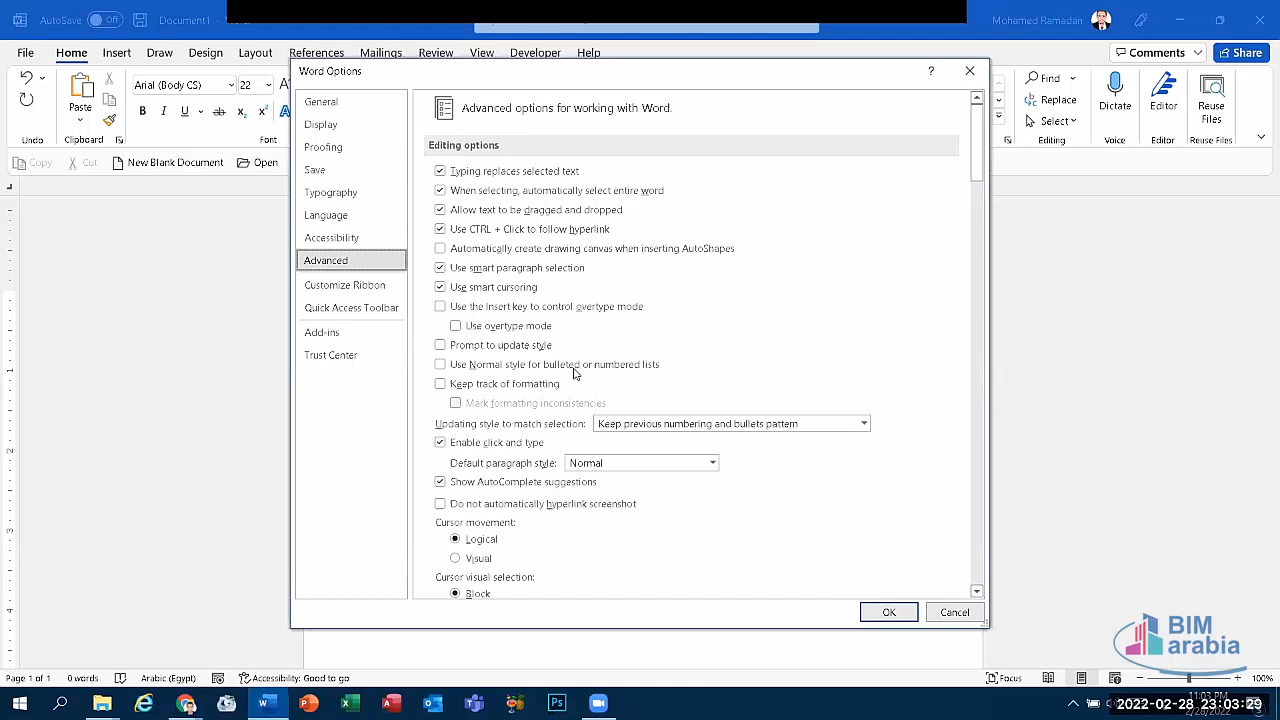 AutoSave Off Document1 Mohamed Ramadan
File Home Insert Draw Design Layout References Mailings Review View Developer Help Comments Share
Arial (Body CS) 22
Paste
Find
Replace
Select
Dictate Editor Reuse Files
Undo Clipboard Font Editing Voice Editor Reuse Files
Copy Cut New Blank Document Open
Word Options
General
Display
Proofing
Save
Typography
Language
Accessibility
Advanced
Customize Ribbon
Quick Access Toolbar
Add-ins
Trust Center
Advanced options for working with Word.
Editing options
Typing replaces selected text
When selecting, automatically select entire word
Allow text to be dragged and dropped
Use CTRL + Click to follow hyperlink
Automatically create drawing canvas when inserting AutoShapes
Use smart paragraph selection
Use smart cursoring
Use the Insert key to control overtype mode
Use overtype mode
Prompt to update style
Use Normal style for bulleted or numbered lists
Keep track of formatting
Mark formatting inconsistencies
Updating style to match selection: Keep previous numbering and bullets pattern
Enable click and type
Default paragraph style: Normal
Show AutoComplete suggestions
Do not automatically hyperlink screenshot
Cursor movement:
Logical
Visual
Cursor visual selection:
Block
OK Cancel
BIM
arabia
Page 1 of 1 0 words Arabic (Egypt) Accessibility: Good to go Focus 100%
2022-02-28 23:03:29